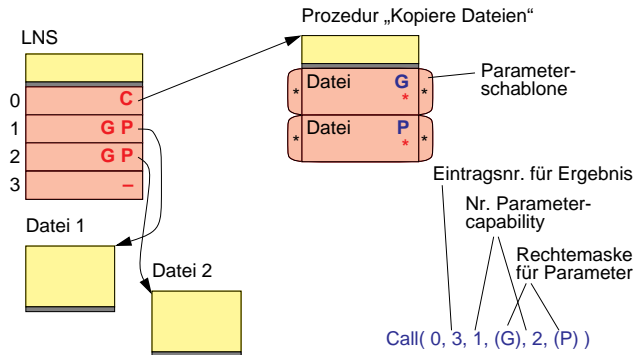 Prozedur „Kopiere Dateien“
LNS
0 C
1 G P
2 G P
3 –
* Datei G * *
* Datei P * *
Parameter-
schablone
Eintragsnr. für Ergebnis
Nr. Parameter-
capability
Rechtemaske
für Parameter
Datei 1
Datei 2
Call( 0, 3, 1, (G), 2, (P) )